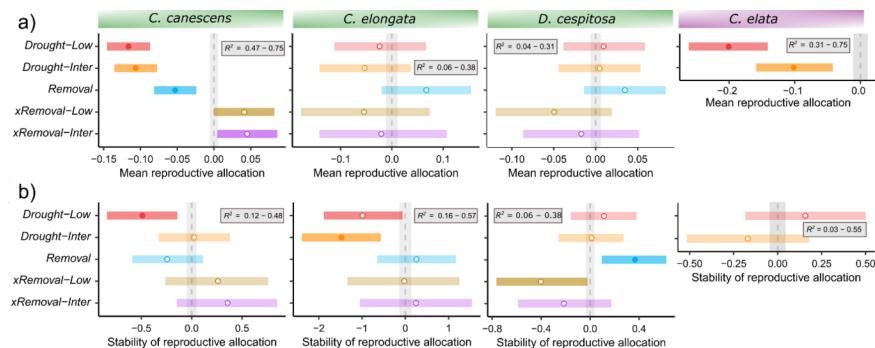 a) C. canescens C. elongata D. cespitosa C. elata
Drought−Low
Drought−Inter
Removal
xRemoval−Low
xRemoval−Inter
R² = 0.47 − 0.75
R² = 0.06 − 0.38
R² = 0.04 − 0.31
R² = 0.31 − 0.75
−0.15 −0.10 −0.05 0.00 0.05
−0.1 0.0 0.1
−0.10 −0.05 0.00 0.05
−0.2 −0.1 0.0
Mean reproductive allocation Mean reproductive allocation Mean reproductive allocation Mean reproductive allocation
b)
Drought−Low
Drought−Inter
Removal
xRemoval−Low
xRemoval−Inter
R² = 0.12 − 0.48
R² = 0.16 − 0.57
R² = 0.06 − 0.38
R² = 0.03 − 0.55
−0.5 0.0 0.5
−2 −1 0 1
−0.8 −0.4 0.0 0.4
−0.50 −0.25 0.00 0.25 0.50
Stability of reproductive allocation Stability of reproductive allocation Stability of reproductive allocation Stability of reproductive allocation